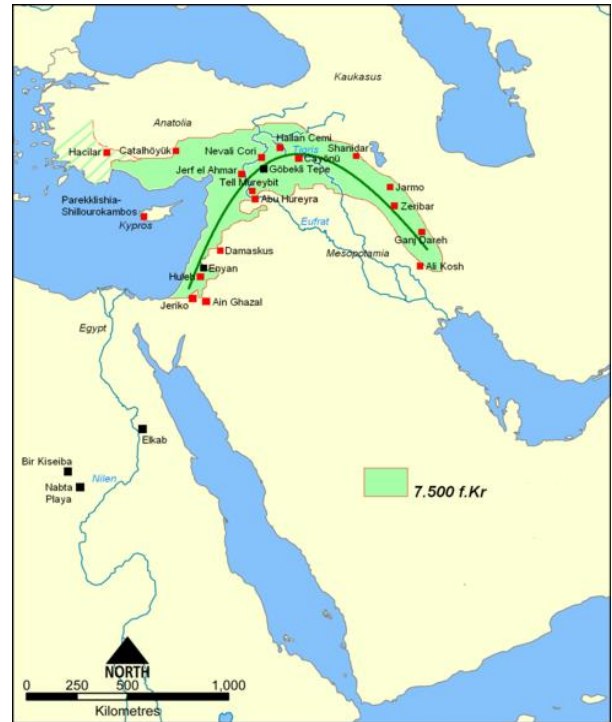 Kaukasus
Anatolia
Hallan Cemi
Hacilar
Catalhöyük
Nevali Cori
Tigris
Shanidar
Cayönü
Jerf el Ahmar
Göbekli Tepe
Tell Mureybit
Jarmo
Parekklishia-
Shillourokambos
Abu Hureyra
Zeribar
Kypros
Eufrat
Ganj Dareh
Damaskus
Mesopotamia
Enyan
Ali Kosh
Huleh
Jeriko
Ain Ghazal
Egypt
Elkab
Bir Kiseiba
Nilen
Nabta
Playa
7.500 f.Kr
NORTH
0 250 500 1,000
Kilometres